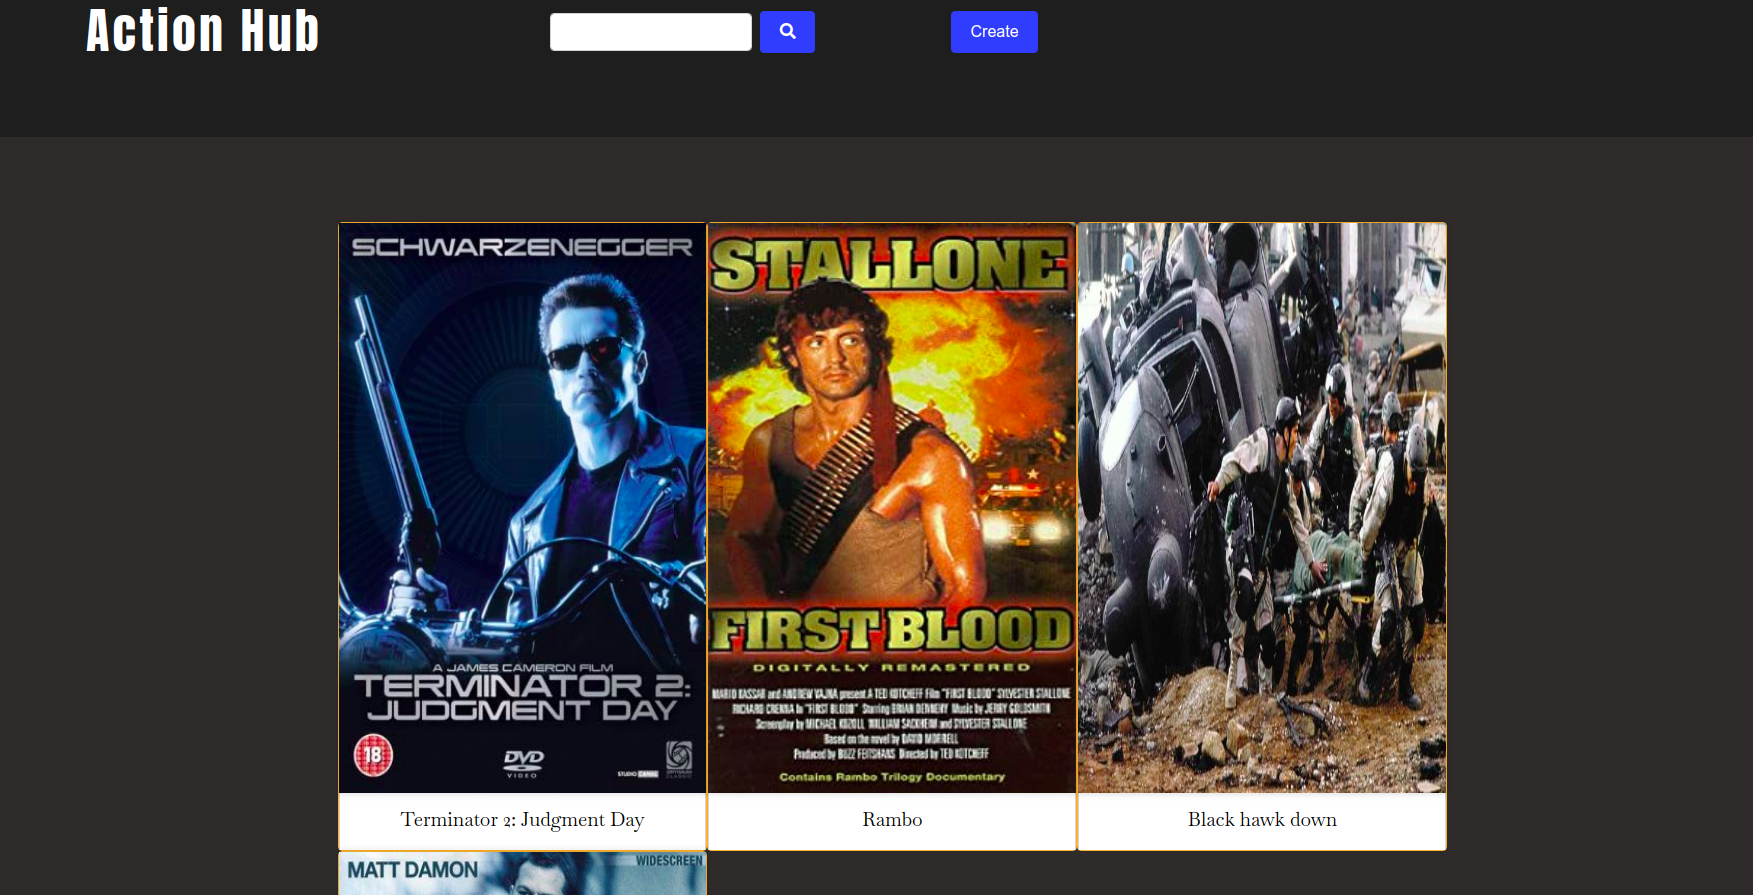 Action Hub
Create
SCHWARZENEGGER
A JAMES CAMERON FILM
TERMINATOR 2:
JUDGMENT DAY
18
DVD
VIDEO
STUDIO CANAL
OPTIMUM
CLASSIC
Terminator 2: Judgment Day
STALLONE
FIRST BLOOD
DIGITALLY REMASTERED
MARIO KASSAR and ANDREW VAJNA present A TED KOTCHEFF Film "FIRST BLOOD" SYLVESTER STALLONE
RICHARD CRENNA In "FIRST BLOOD" Starring BRIAN DENNEHY Music by JERRY GOLDSMITH
Screenplay by MICHAEL KOZOLL WILLIAM SACKHEIM and SYLVESTER STALLONE
Based on the novel by DAVID MORRELL
Produced by BUZZ FEITSHANS Directed by TED KOTCHEFF
Contains Rambo Trilogy Documentary
Rambo
Black hawk down
MATT DAMON
WIDESCREEN